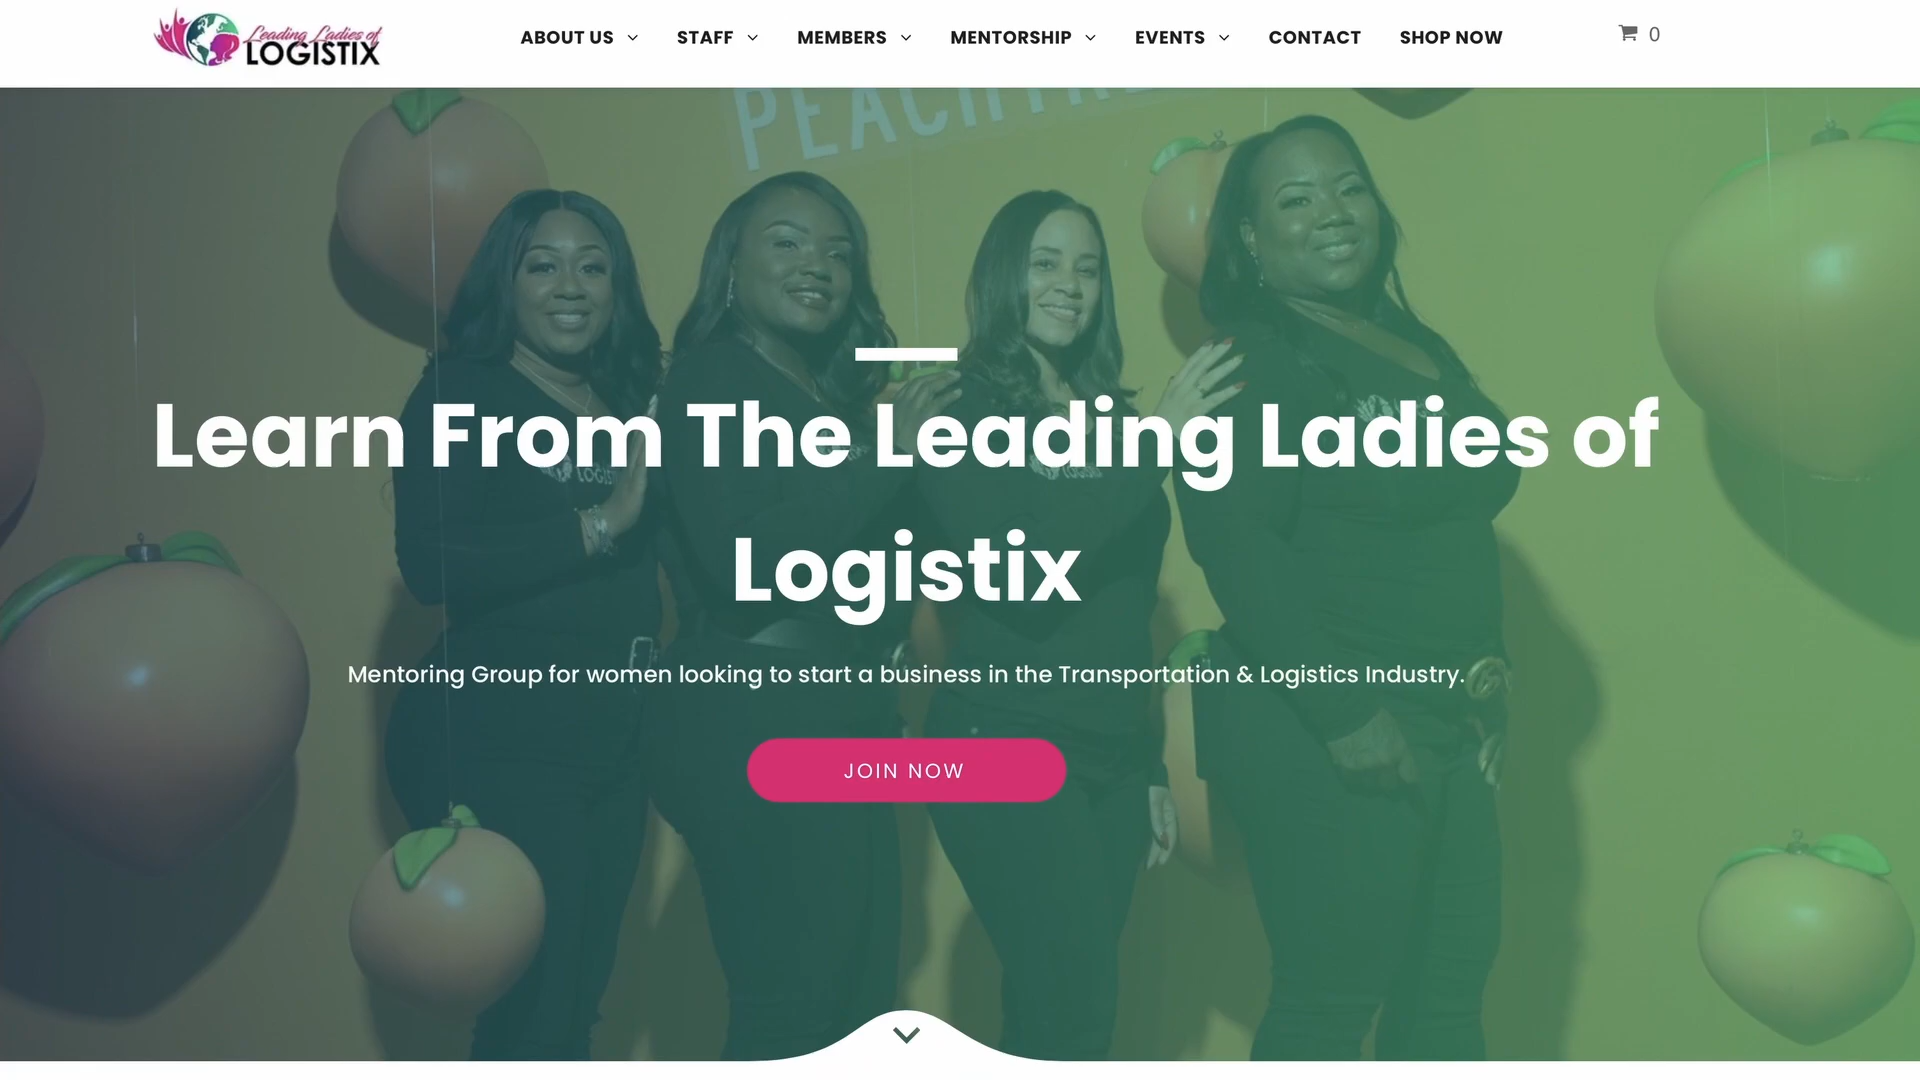 Leading Ladies of
LOGISTIX
ABOUT US
STAFF
MEMBERS
MENTORSHIP
EVENTS
CONTACT
SHOP NOW
0
Learn From The Leading Ladies of
Logistix
Mentoring Group for women looking to start a business in the Transportation & Logistics Industry.
JOIN NOW